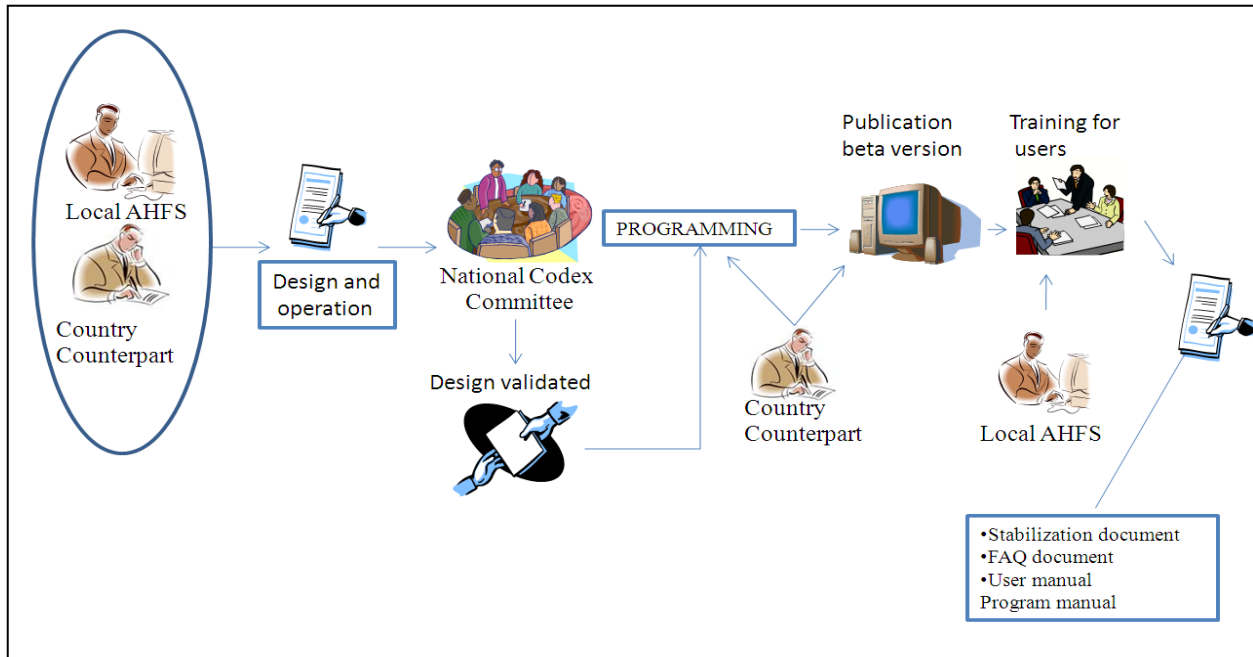 Local AHFS
Country
Counterpart
Design and
operation
National Codex
Committee
Design validated
PROGRAMMING
Publication
beta version
Training for
users
Country
Counterpart
Local AHFS
•Stabilization document
•FAQ document
•User manual
Program manual